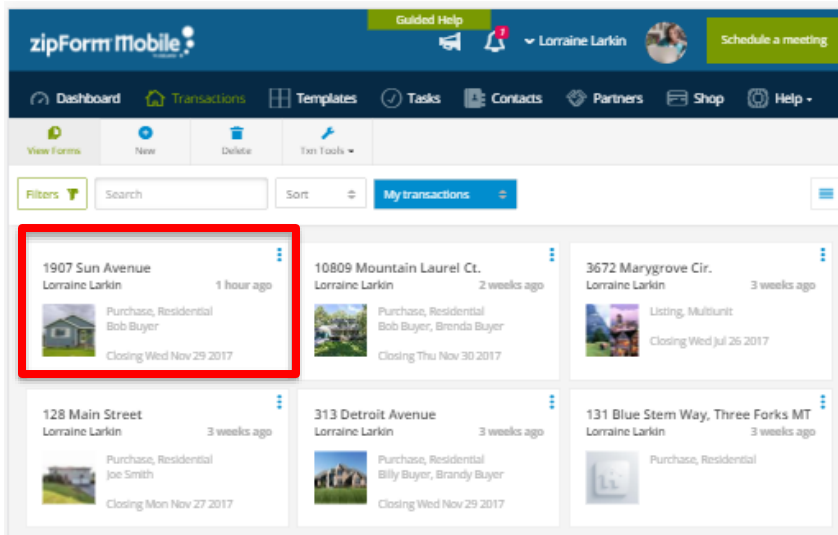 Guided Help
zipForm Mobile
1
Lorraine Larkin
Schedule a meeting
Dashboard Transactions Templates Tasks Contacts Partners Shop Help
View Forms New Delete Txn Tools
Filters Search Sort My transactions
1907 Sun Avenue
Lorraine Larkin 1 hour ago
Purchase, Residential
Bob Buyer
Closing Wed Nov 29 2017
10809 Mountain Laurel Ct.
Lorraine Larkin 2 weeks ago
Purchase, Residential
Bob Buyer, Brenda Buyer
Closing Thu Nov 30 2017
3672 Marygrove Cir.
Lorraine Larkin 3 weeks ago
Listing, Multiunit
Closing Wed Jul 26 2017
128 Main Street
Lorraine Larkin 3 weeks ago
Purchase, Residential
Joe Smith
Closing Mon Nov 27 2017
313 Detroit Avenue
Lorraine Larkin 3 weeks ago
Purchase, Residential
Billy Buyer, Brandy Buyer
Closing Wed Nov 29 2017
131 Blue Stem Way, Three Forks MT
Lorraine Larkin 3 weeks ago
Purchase, Residential